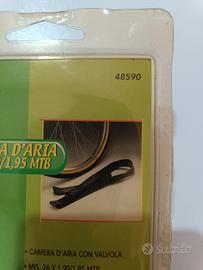 48590
A D'ARIA
/1,95 MTB
• CAMERA D'ARIA CON VALVOLA
• MIS. 26 X 1,90/1,95 MTB
subito